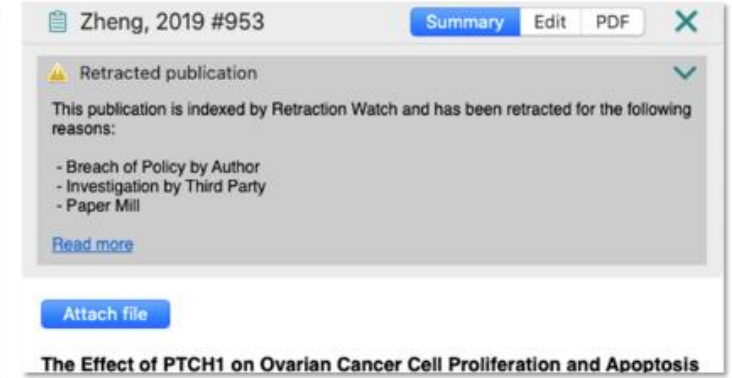 Zheng, 2019 #953
Summary Edit PDF
Retracted publication
This publication is indexed by Retraction Watch and has been retracted for the following
reasons:
- Breach of Policy by Author
- Investigation by Third Party
- Paper Mill
Read more
Attach file
The Effect of PTCH1 on Ovarian Cancer Cell Proliferation and Apoptosis